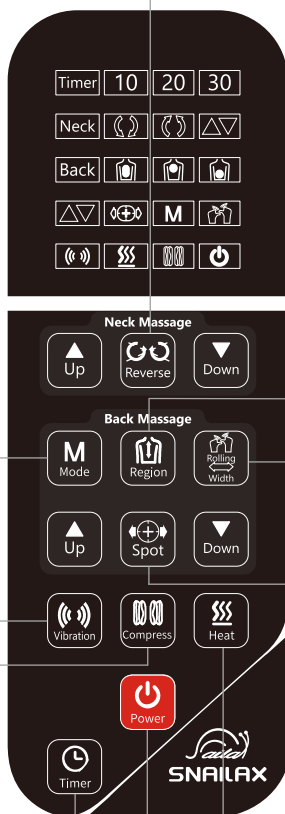 Timer 10 20 30
Neck
Back
M
Neck Massage
Up Reverse Down
Back Massage
M
Mode Region Rolling
Width
Up Spot Down
Vibration Compress Heat
Power
Timer
SNAILAX